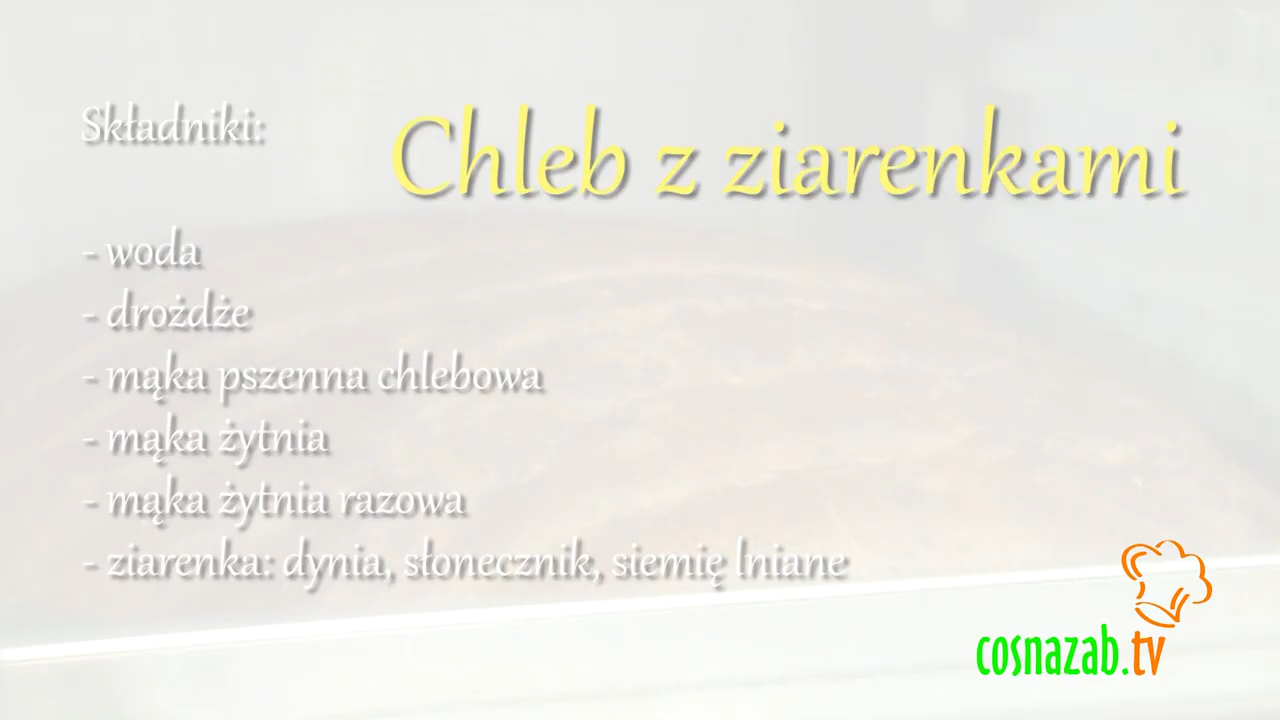 Składniki:
Chleb z ziarenkami
- woda
- drożdże
- mąka pszenna chlebowa
- mąka żytnia
- mąka żytnia razowa
- ziarenka: dynia, słonecznik, siemię lniane
cosnazab.tv